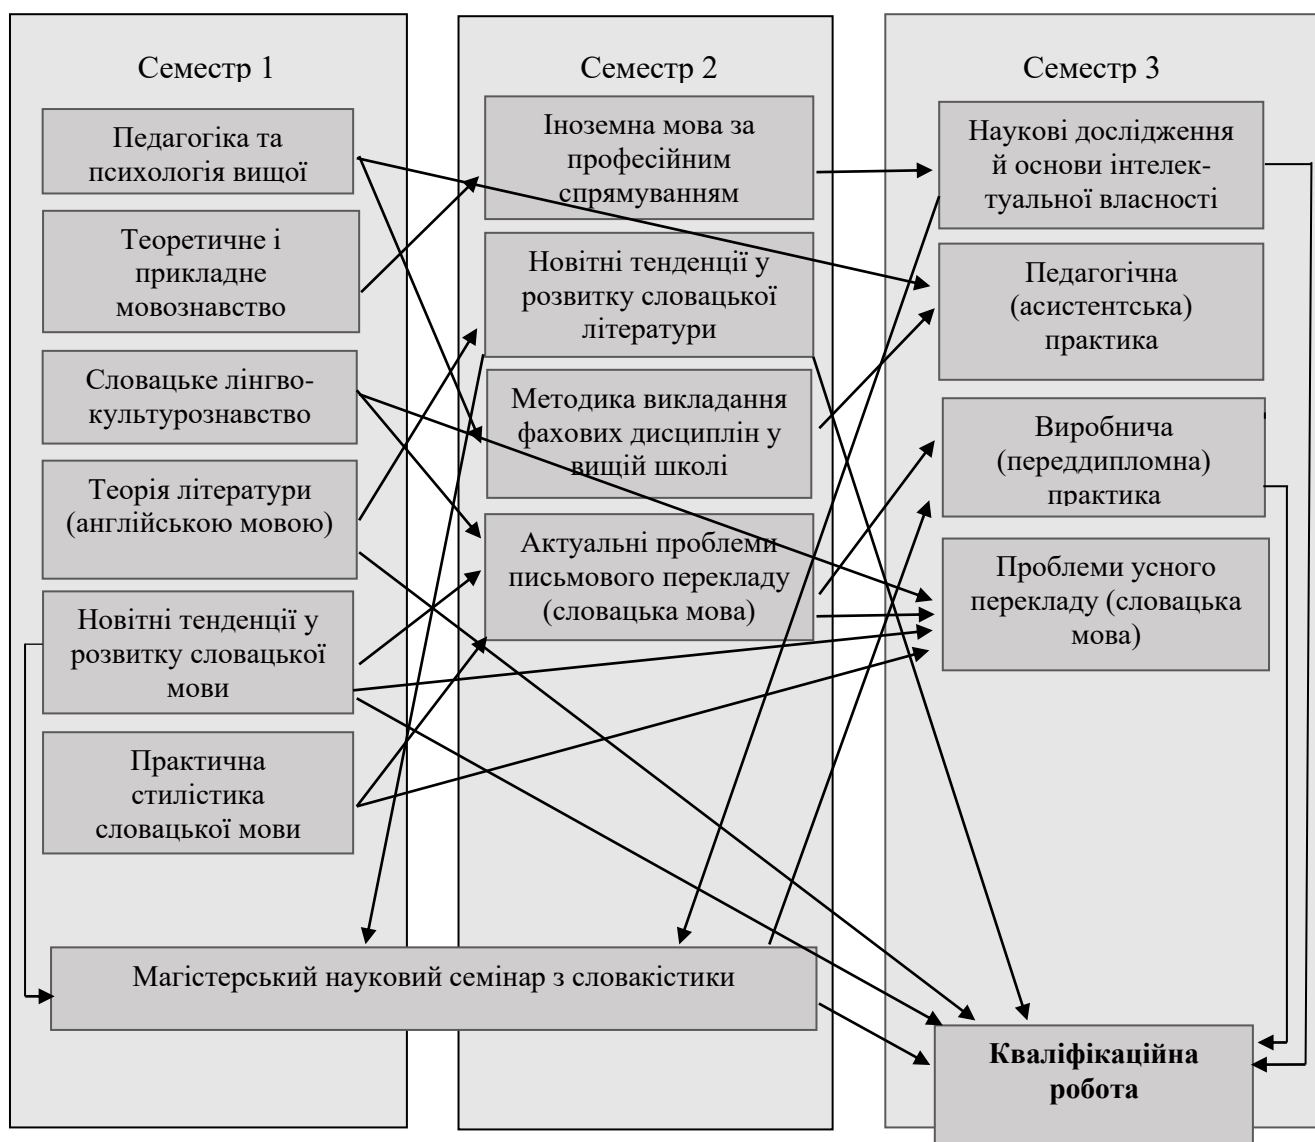 Семестр 1
Педагогіка та
психологія вищої
Теоретичне і
прикладне
мовознавство
Словацьке лінгво-
культурознавство
Теорія літератури
(англійською мовою)
Новітні тенденції у
розвитку словацької
мови
Практична
стилістика
словацької мови
Семестр 2
Іноземна мова за
професійним
спрямуванням
Новітні тенденції у
розвитку словацької
літератури
Методика викладання
фахових дисциплін у
вищій школі
Актуальні проблеми
письмового перекладу
(словацька мова)
Семестр 3
Наукові дослідження
й основи інтелек-
туальної власності
Педагогічна
(асистентська)
практика
Виробнича
(переддипломна)
практика
Проблеми усного
перекладу (словацька
мова)
Магістерський науковий семінар з словакістики
Кваліфікаційна
робота